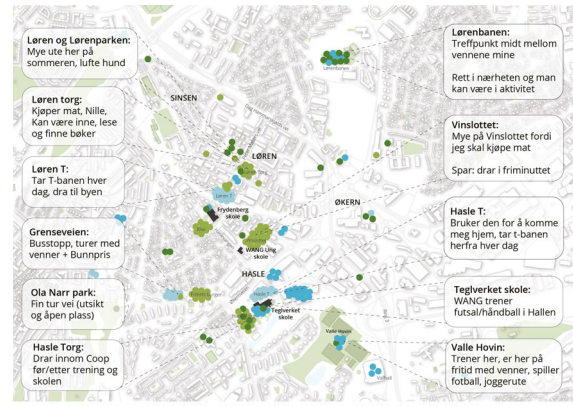 Løren og Lørenparken:
Mye ute her på
sommeren, lufte hund
Løren torg:
Kjøper mat, Nille,
Kan være inne, lese
og finne bøker
Løren T:
Tar T-banen hver
dag, dra til byen
Grenseveien:
Busstopp, turer med
venner + Bunnpris
Ola Narr park:
Fin tur vei (utsikt
og åpen plass)
Hasle Torg:
Drar innom Coop
før/etter trening og
skolen
SINSEN
LØREN
Løren T
Frydenberg
skole
WANG Ung
skole
HASLE
Hasle T
Teglverket
skole
ØKERN
Lørenbanen
Valle Hovin
Valhall
Lørenbanen:
Treffpunkt midt mellom
vennene mine
Rett i nærheten og man
kan være i aktivitet
Vinslottet:
Mye på Vinslottet fordi
jeg skal kjøpe mat
Spar: drar i friminuttet
Hasle T:
Bruker den for å komme
meg hjen, tar t-banen
herfra hver dag
Teglverket skole:
WANG trener
futsal/håndball i Hallen
Valle Hovin:
Trener her, er her på
fritid med venner, spiller
fotball, joggerute